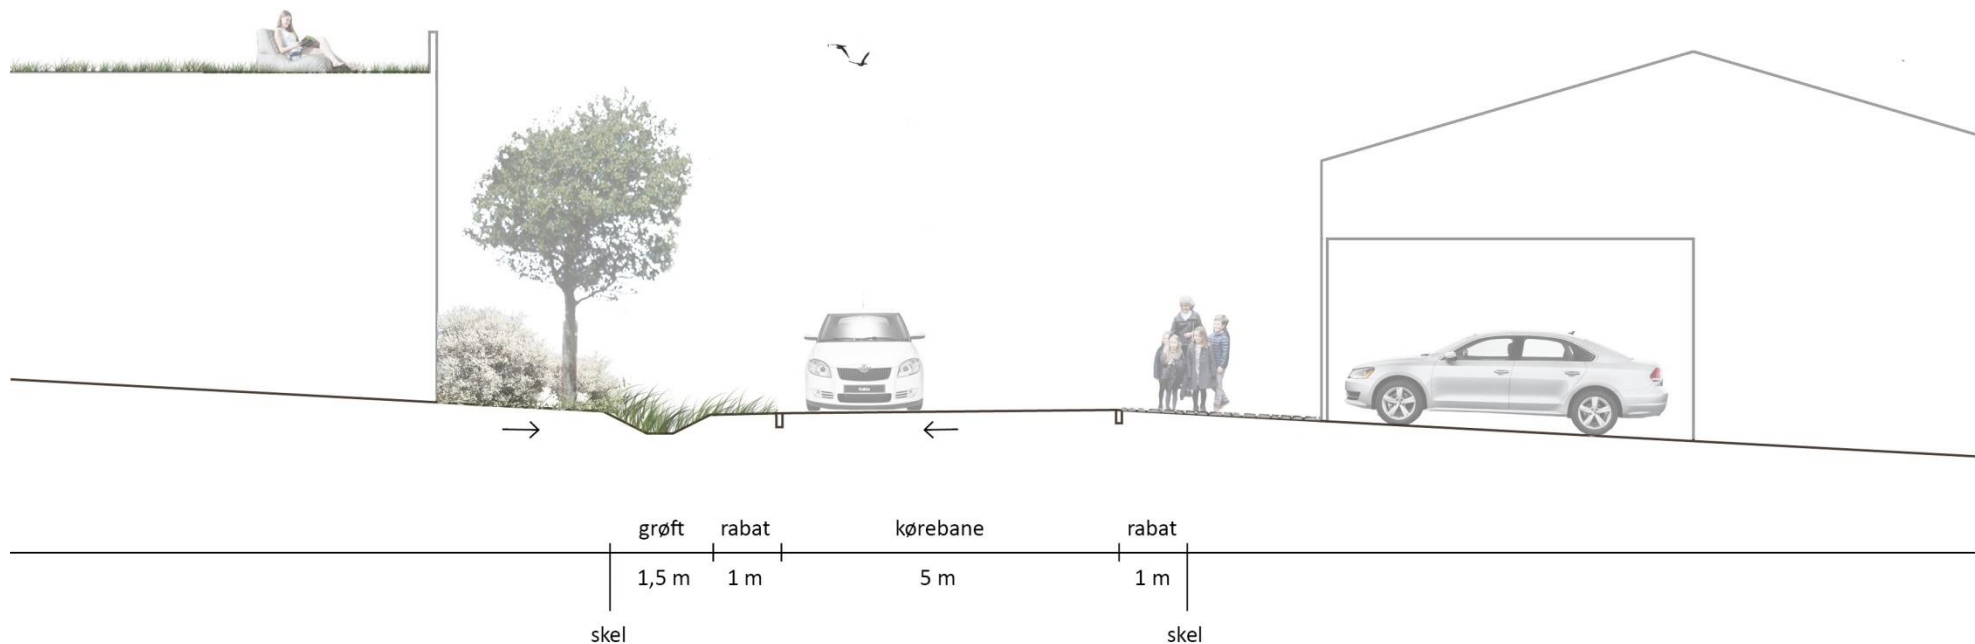 grøft rabat kørebane rabat
1,5 m 1 m 5 m 1 m
skel skel